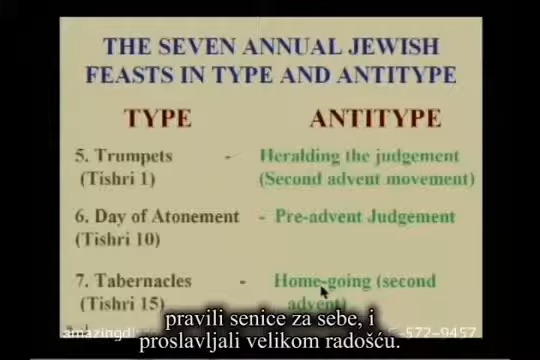 THE SEVEN ANNUAL JEWISH
FEASTS IN TYPE AND ANTITYPE
TYPE ANTITYPE
5. Trumpets - Heralding the judgement
(Tishri 1) (Second advent movement)
6. Day of Atonement - Pre-advent Judgement
(Tishri 10)
7. Tabernacles - Home-going (second
(Tishri 15) advent)
pravili senice za sebe, i
proslavljali velikom radošću.